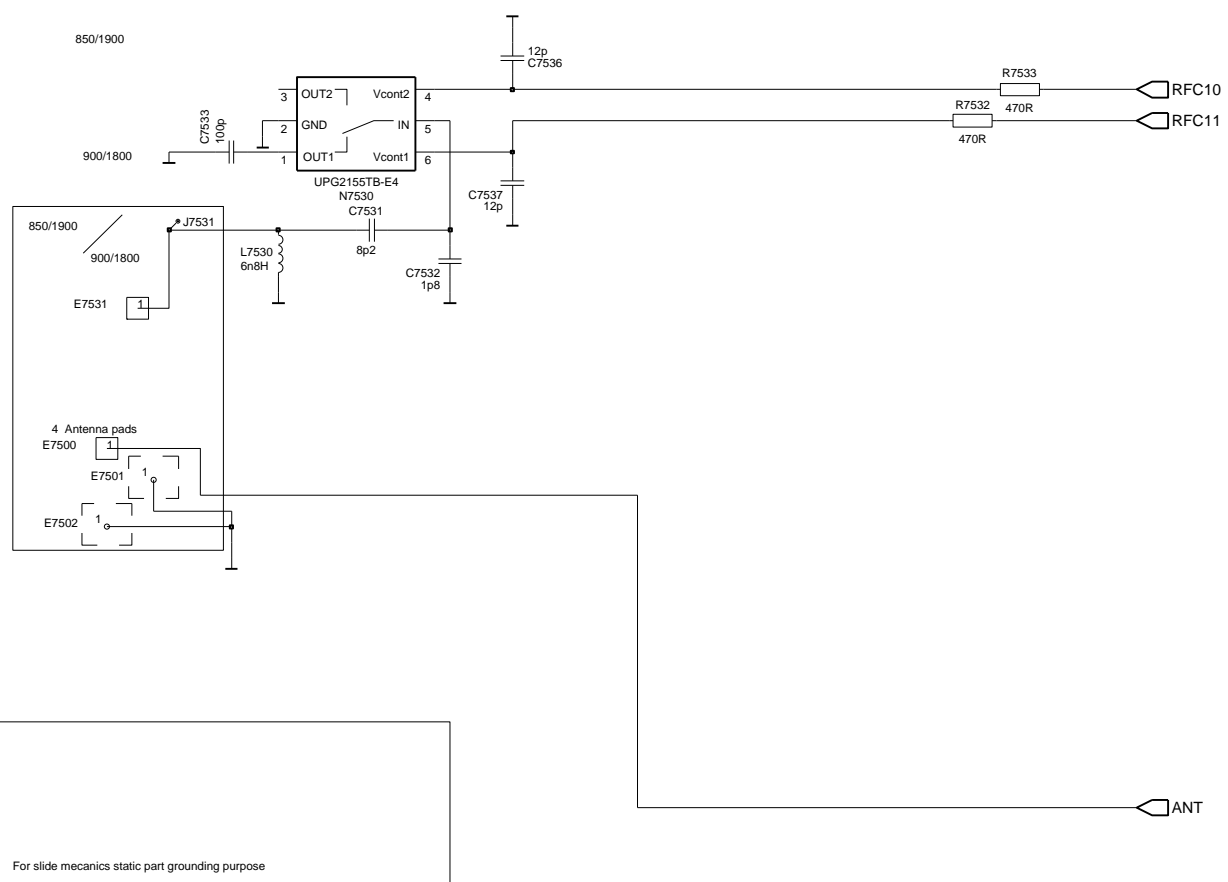 850/1900
12p
C7536
R7533
470R
RFC10
R7532
470R
RFC11
C7533
100p
3 OUT2 Vcont2 4
2 GND IN 5
1 OUT1 Vcont1 6
900/1800
UPG2155TB-E4
N7530
C7537
12p
C7531
8p2
850/1900
900/1800
J7531
L7530
6n8H
C7532
1p8
E7531 1
4 Antenna pads
E7500 1
E7501 1
E7502 1
ANT
For slide mecanics static part grounding purpose